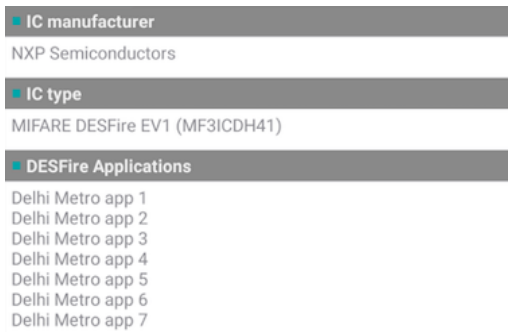 IC manufacturer
NXP Semiconductors
IC type
MIFARE DESFire EV1 (MF3ICDH41)
DESFire Applications
Delhi Metro app 1
Delhi Metro app 2
Delhi Metro app 3
Delhi Metro app 4
Delhi Metro app 5
Delhi Metro app 6
Delhi Metro app 7